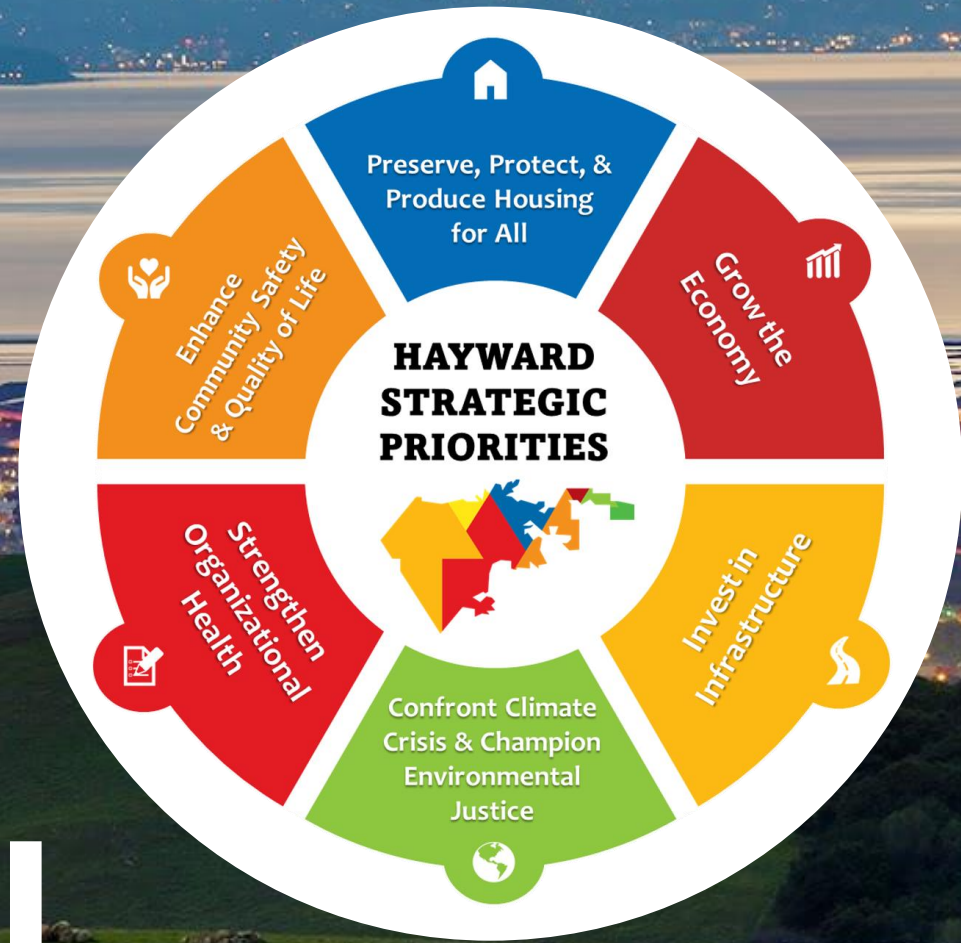 Preserve, Protect, &
Produce Housing
for All
Grow the
Economy
Invest in
Infrastructure
Confront Climate
Crisis & Champion
Environmental
Justice
Strengthen
Organizational
Health
Enhance
Community Safety
& Quality of Life
HAYWARD
STRATEGIC
PRIORITIES